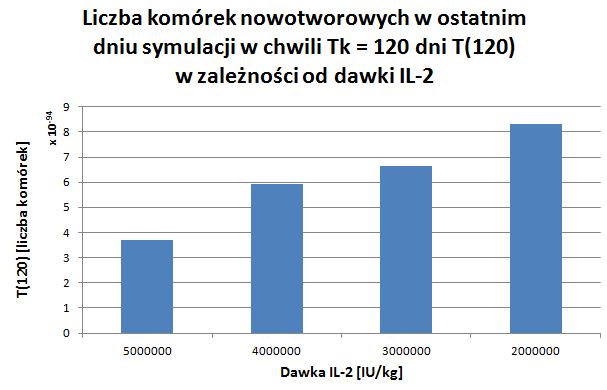 Liczba komórek nowotworowych w ostatnim
dniu symulacji w chwili Tk = 120 dni T(120)
w zależności od dawki IL-2
T(120) [liczba komórek]
x 10⁻⁹⁴
9
8
7
6
5
4
3
2
1
0
5000000 4000000 3000000 2000000
Dawka IL-2 [IU/kg]